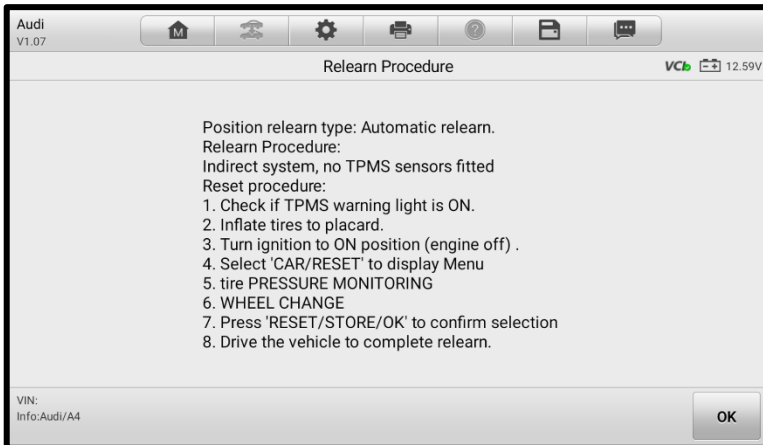 Audi
V1.07
M
Relearn Procedure
VCI 12.59V
Position relearn type: Automatic relearn.
Relearn Procedure:
Indirect system, no TPMS sensors fitted
Reset procedure:
1. Check if TPMS warning light is ON.
2. Inflate tires to placard.
3. Turn ignition to ON position (engine off) .
4. Select 'CAR/RESET' to display Menu
5. tire PRESSURE MONITORING
6. WHEEL CHANGE
7. Press 'RESET/STORE/OK' to confirm selection
8. Drive the vehicle to complete relearn.
VIN:
Info:Audi/A4
OK